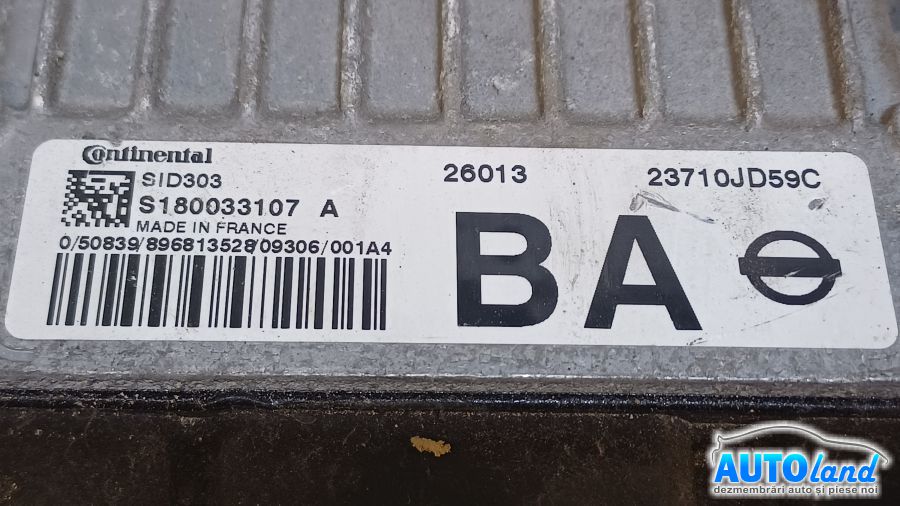 Continental
SID303
S180033107 A
MADE IN FRANCE
0/50839/896813528/09306/001A4
26013
23710JD59C
BA
AUTOland
dezmembrări auto și piese noi